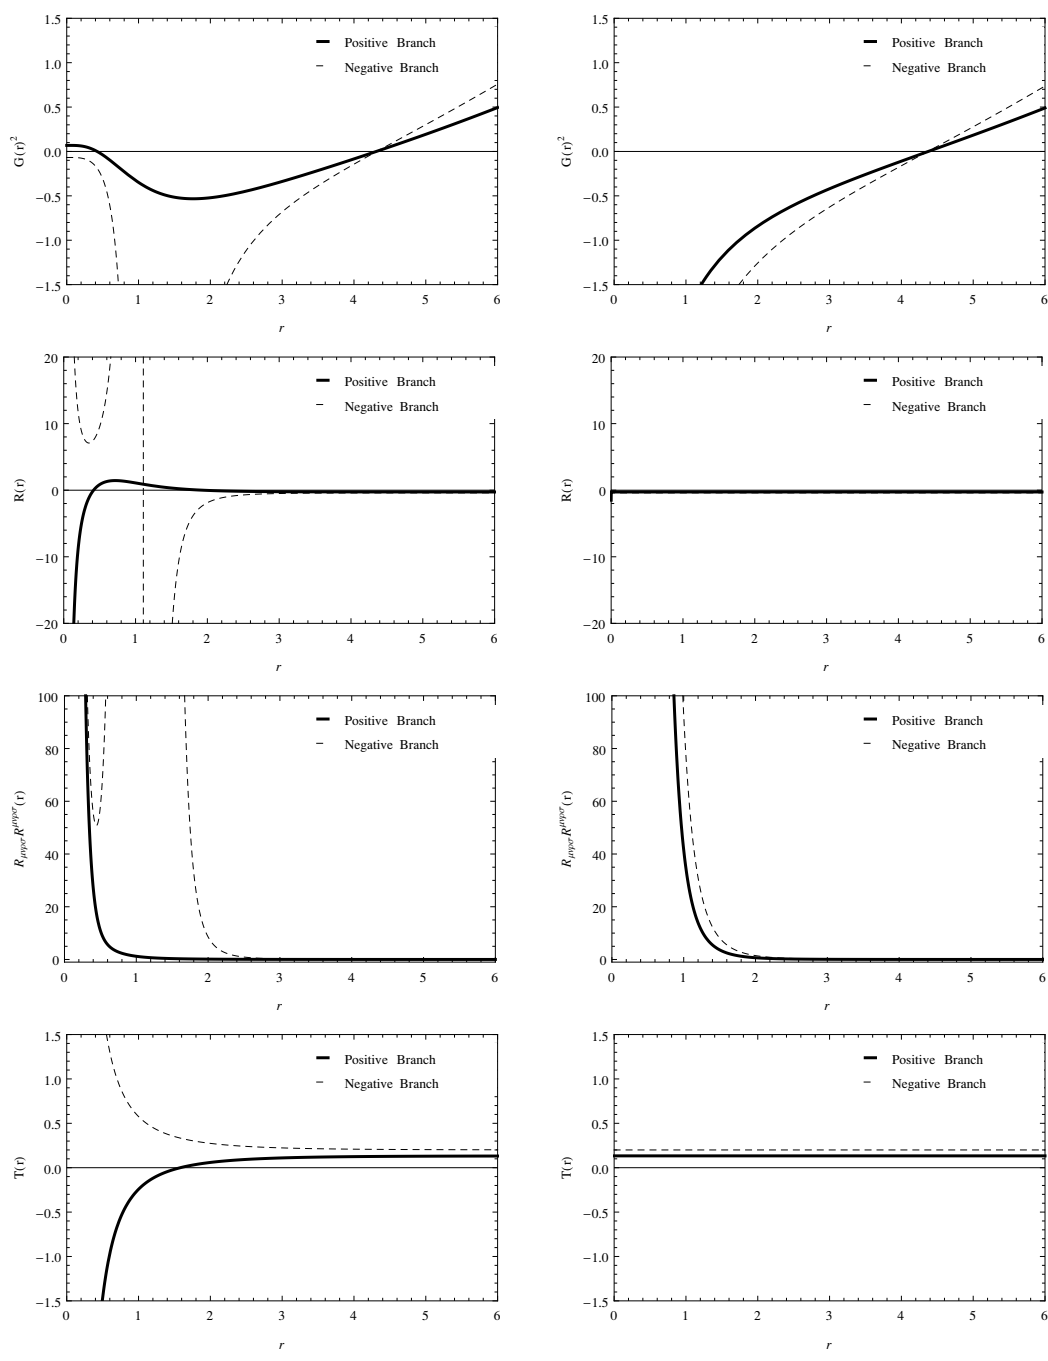 1.5
1.0
0.5
0.0
−0.5
−1.0
−1.5
G(r)²
Positive Branch
Negative Branch
0 1 2 3 4 5 6
r
1.5
1.0
0.5
0.0
−0.5
−1.0
−1.5
G(r)²
Positive Branch
Negative Branch
0 1 2 3 4 5 6
r
20
10
0
−10
−20
R(r)
Positive Branch
Negative Branch
0 1 2 3 4 5 6
r
20
10
0
−10
−20
R(r)
Positive Branch
Negative Branch
0 1 2 3 4 5 6
r
100
80
60
40
20
0
R_{μνρσ}R^{μνρσ}(r)
Positive Branch
Negative Branch
0 1 2 3 4 5 6
r
100
80
60
40
20
0
R_{μνρσ}R^{μνρσ}(r)
Positive Branch
Negative Branch
0 1 2 3 4 5 6
r
1.5
1.0
0.5
0.0
−0.5
−1.0
−1.5
T(r)
Positive Branch
Negative Branch
0 1 2 3 4 5 6
r
1.5
1.0
0.5
0.0
−0.5
−1.0
−1.5
T(r)
Positive Branch
Negative Branch
0 1 2 3 4 5 6
r